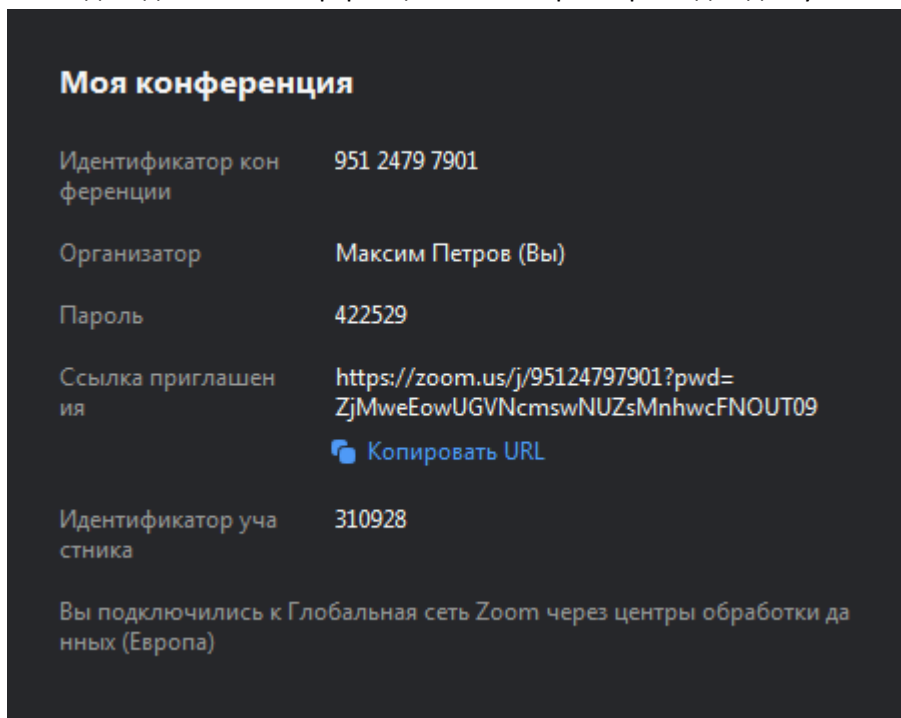 Моя конференция
Идентификатор кон
ференции
951 2479 7901
Организатор
Максим Петров (Вы)
Пароль
422529
Ссылка приглашен
ия
https://zoom.us/j/95124797901?pwd=
ZjMweEowUGVNcmswNUZsMnhwcFNOUT09
Копировать URL
Идентификатор уча
стника
310928
Вы подключились к Глобальная сеть Zoom через центры обработки да
нных (Европа)